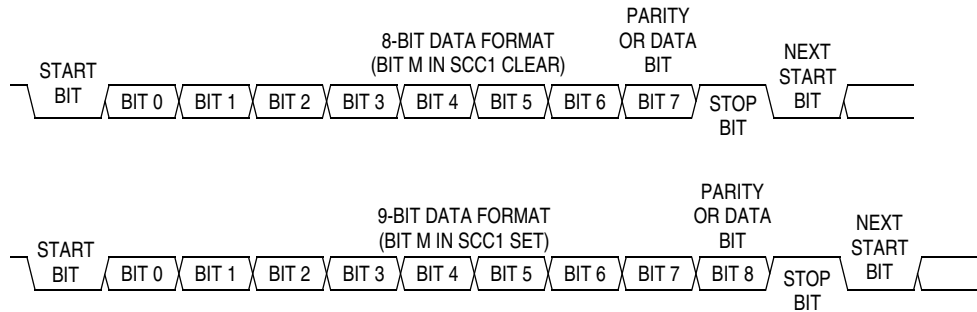 8-BIT DATA FORMAT
(BIT M IN SCC1 CLEAR)
PARITY
OR DATA
BIT
START
BIT
BIT 0 BIT 1 BIT 2 BIT 3 BIT 4 BIT 5 BIT 6 BIT 7
STOP
BIT
NEXT
START
BIT
9-BIT DATA FORMAT
(BIT M IN SCC1 SET)
PARITY
OR DATA
BIT
START
BIT
BIT 0 BIT 1 BIT 2 BIT 3 BIT 4 BIT 5 BIT 6 BIT 7 BIT 8
STOP
BIT
NEXT
START
BIT